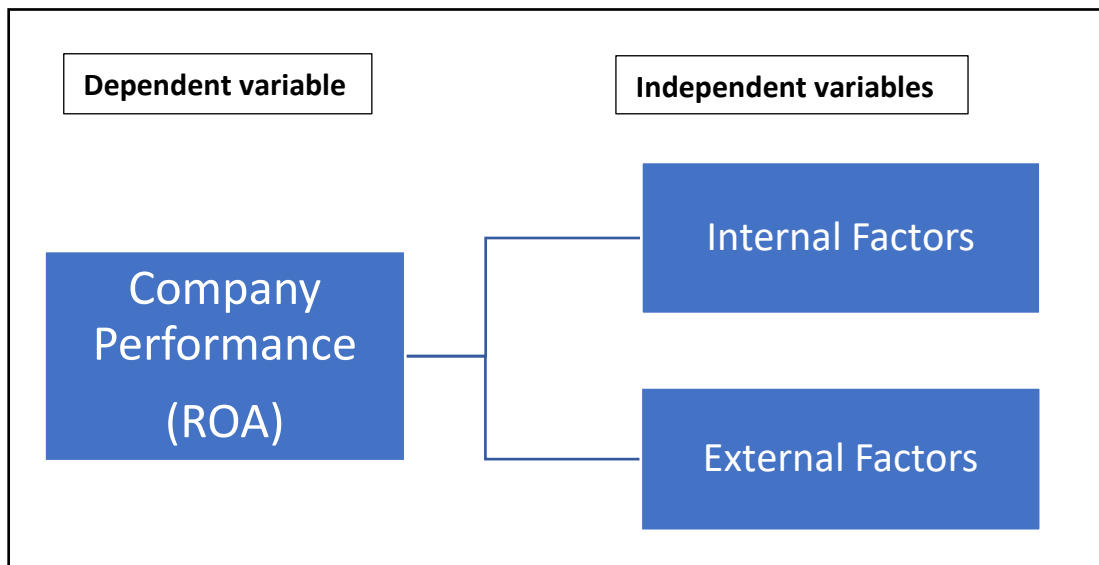 Dependent variable
Independent variables
Company
Performance
(ROA)
Internal Factors
External Factors